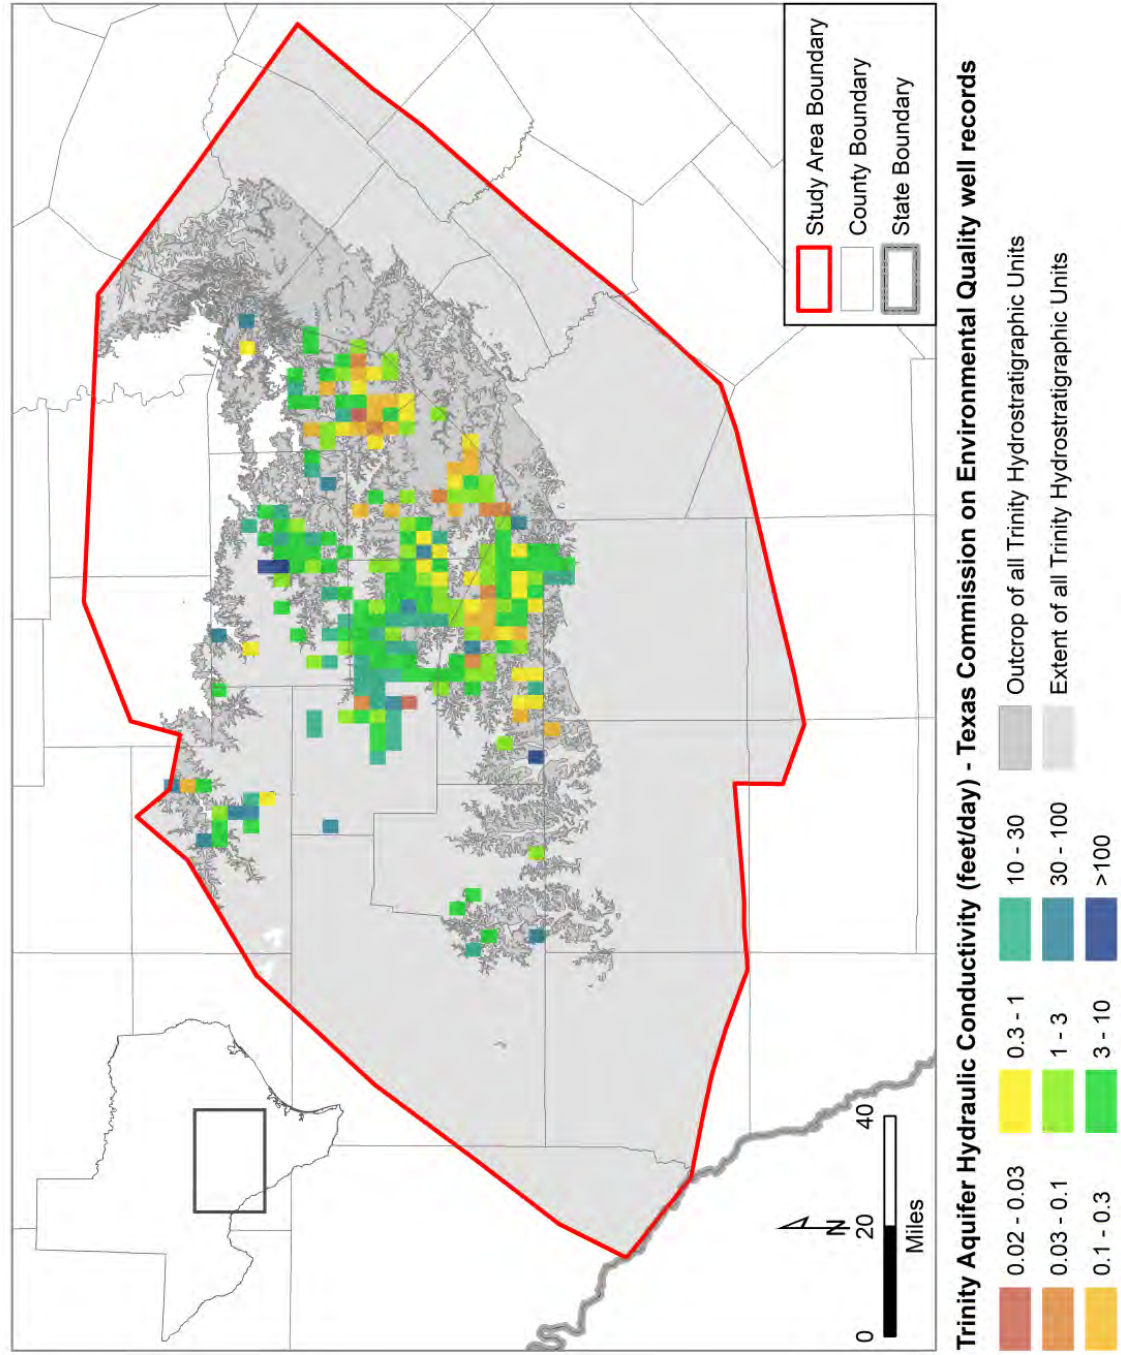 Study Area Boundary
County Boundary
State Boundary
N
0 20 40
Miles
Trinity Aquifer Hydraulic Conductivity (feet/day) - Texas Commission on Environmental Quality well records
0.02 - 0.03
0.03 - 0.1
0.1 - 0.3
0.3 - 1
1 - 3
3 - 10
10 - 30
30 - 100
>100
Outcrop of all Trinity Hydrostratigraphic Units
Extent of all Trinity Hydrostratigraphic Units